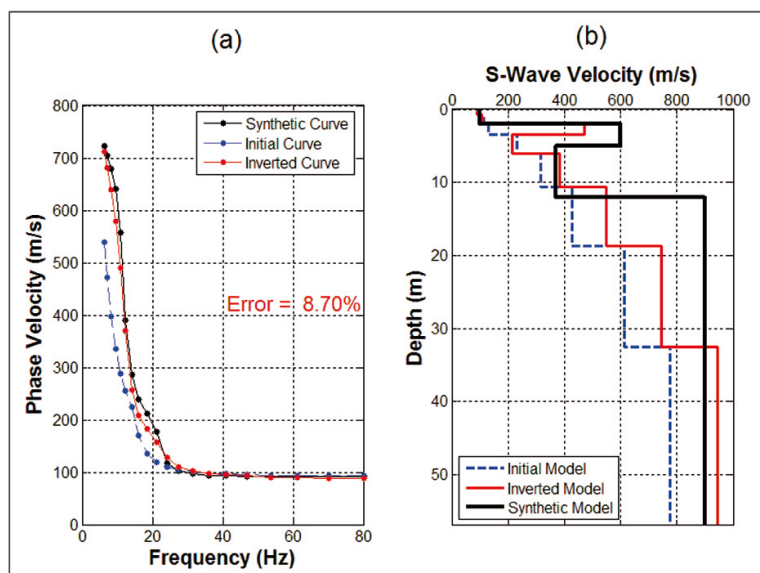 (a)
Phase Velocity (m/s)
800
700
600
500
400
300
200
100
0
0
20
40
60
80
Frequency (Hz)
Synthetic Curve
Initial Curve
Inverted Curve
Error = 8.70%
(b)
S-Wave Velocity (m/s)
0
200
400
600
800
1000
Depth (m)
0
10
20
30
40
50
Initial Model
Inverted Model
Synthetic Model